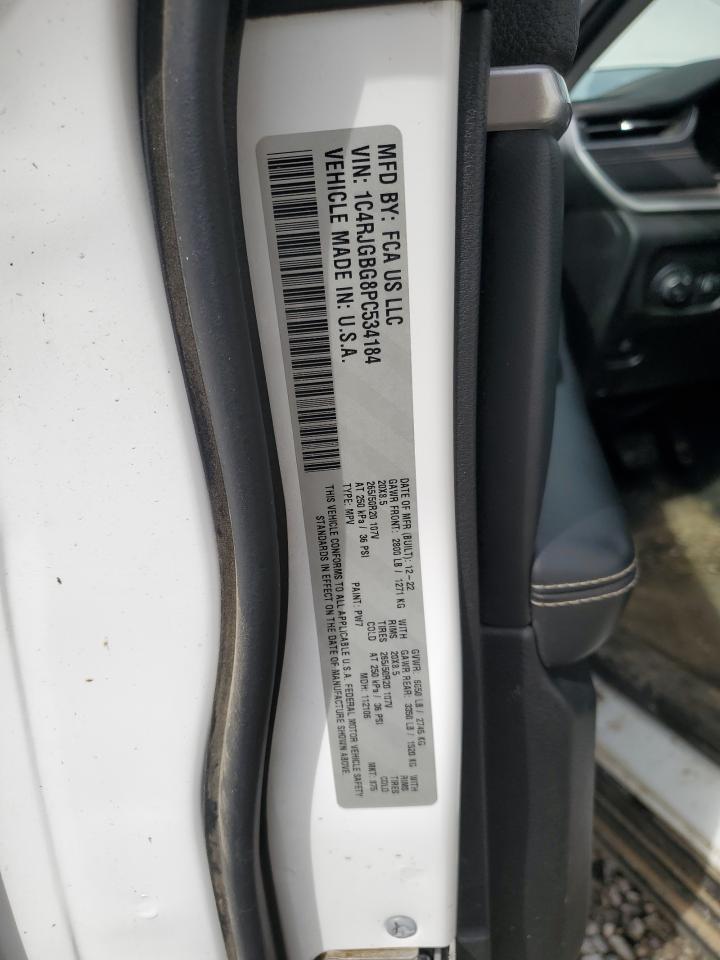 MFD BY: FCA US LLC
VIN: 1C4RJGBG8PC534184
VEHICLE MADE IN: U.S.A.
DATE OF MFR (BUILT): 12-22 GVWR: 6050 LB / 2745 KG
GAWR FRONT: 2800 LB / 1271 KG WITH GAWR REAR: 3350 LB / 1520 KG WITH
20X8.5 RIMS 20X8.5 RIMS
265/50R20 107V TIRES 265/50R20 107V TIRES
AT 250 kPa / 36 PSI COLD AT 250 kPa / 36 PSI COLD
TYPE: MPV PAINT: PW7 MDH: MKT:
THIS VEHICLE CONFORMS TO ALL APPLICABLE U.S.A. FEDERAL MOTOR VEHICLE SAFETY
STANDARDS IN EFFECT ON THE DATE OF MANUFACTURE SHOWN ABOVE.